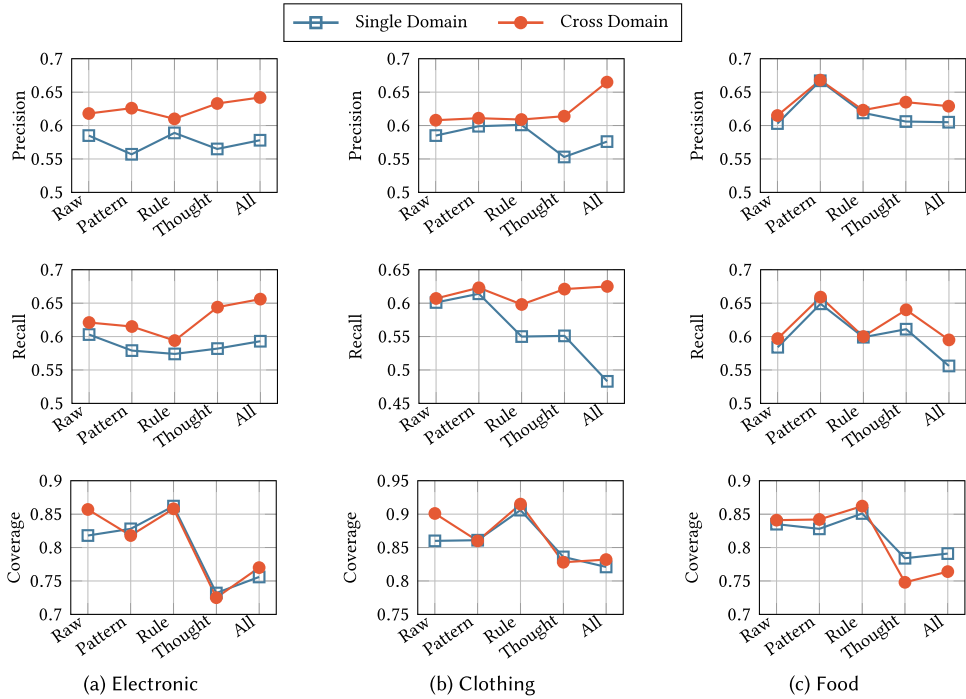 Single Domain Cross Domain
0.7
0.65
0.6
0.55
0.5
Precision
Raw Pattern Rule Thought All
0.7
0.65
0.6
0.55
0.5
Precision
Raw Pattern Rule Thought All
0.7
0.65
0.6
0.55
0.5
Precision
Raw Pattern Rule Thought All
0.7
0.65
0.6
0.55
0.5
Recall
Raw Pattern Rule Thought All
0.65
0.6
0.55
0.5
0.45
Recall
Raw Pattern Rule Thought All
0.7
0.65
0.6
0.55
0.5
Recall
Raw Pattern Rule Thought All
0.9
0.85
0.8
0.75
0.7
Coverage
Raw Pattern Rule Thought All
0.95
0.9
0.85
0.8
0.75
Coverage
Raw Pattern Rule Thought All
0.9
0.85
0.8
0.75
0.7
Coverage
Raw Pattern Rule Thought All
(a) Electronic
(b) Clothing
(c) Food